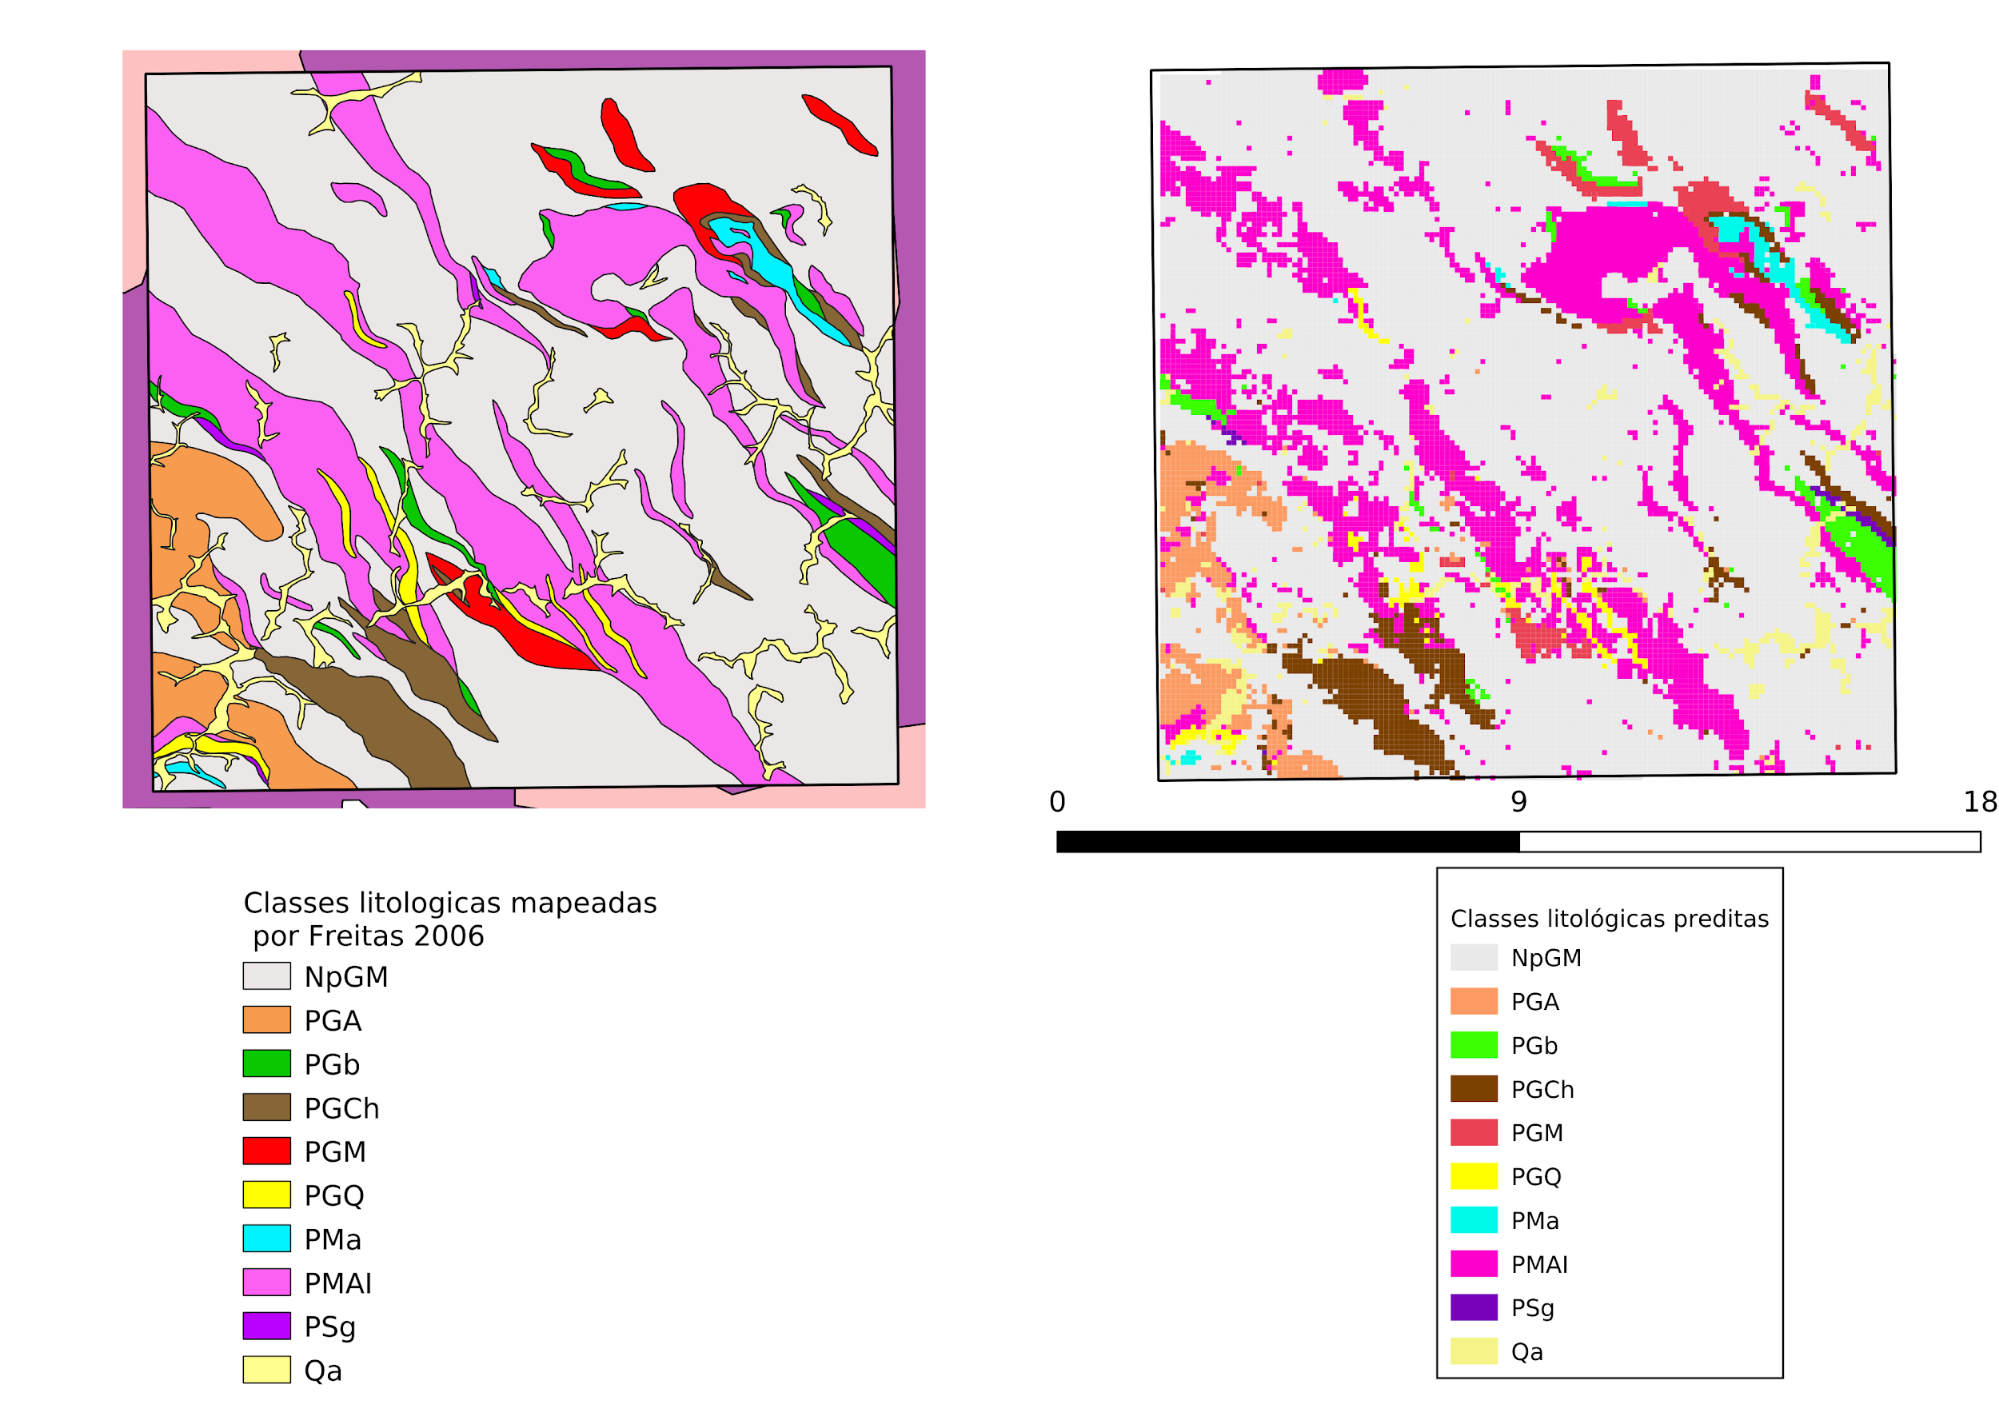 0 9 18
Classes litologicas mapeadas
por Freitas 2006
NpGM
PGA
PGb
PGCh
PGM
PGQ
PMa
PMAI
PSg
Qa
Classes litológicas preditas
NpGM
PGA
PGb
PGCh
PGM
PGQ
PMa
PMAI
PSg
Qa